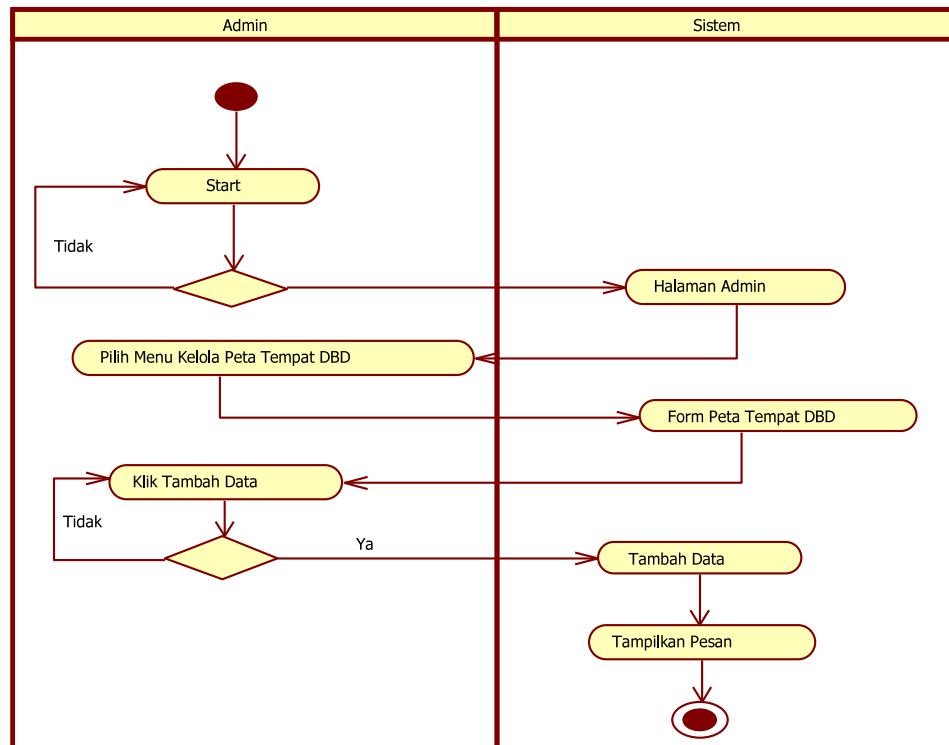 Admin
Sistem
Start
Tidak
Halaman Admin
Pilih Menu Kelola Peta Tempat DBD
Form Peta Tempat DBD
Klik Tambah Data
Tidak
Ya
Tambah Data
Tampilkan Pesan